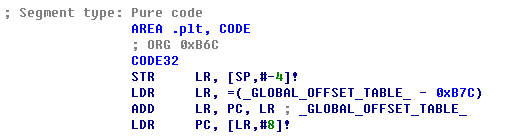 ; Segment type: Pure code
AREA .plt, CODE
; ORG 0xB6C
CODE32
STR LR, [SP,#-4]!
LDR LR, =(_GLOBAL_OFFSET_TABLE_ - 0xB7C)
ADD LR, PC, LR ; _GLOBAL_OFFSET_TABLE_
LDR PC, [LR,#8]!